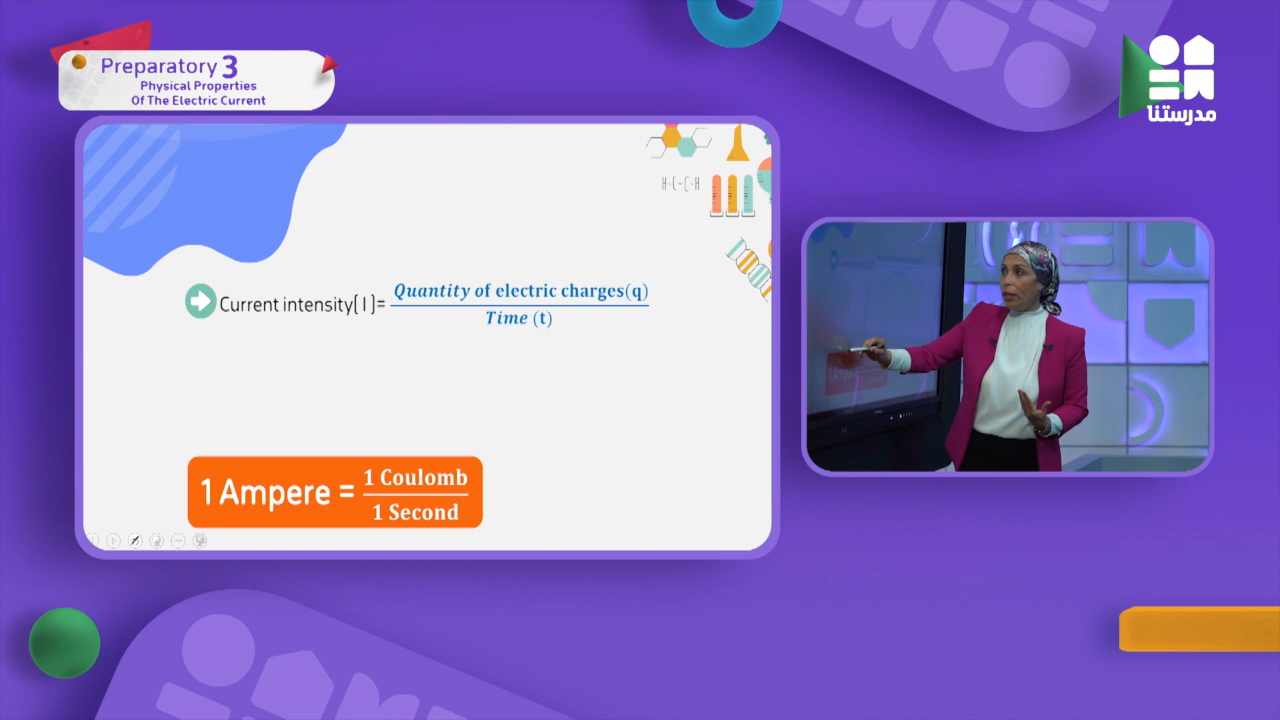 Preparatory 3
Physical Properties
Of The Electric Current
مدرستنا
H-C=C-H
Current intensity[ I ]= Quantity of electric charges(q)
Time (t)
1 Ampere = 1 Coulomb
1 Second